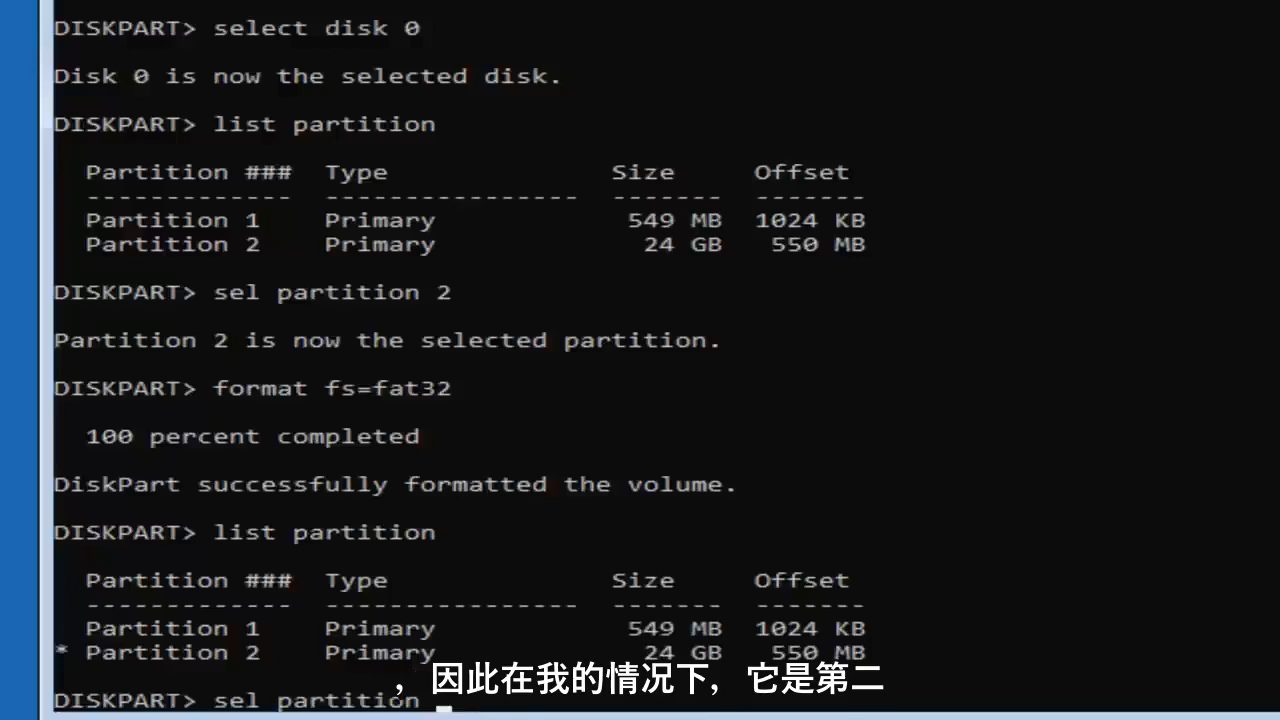 DISKPART> select disk 0
Disk 0 is now the selected disk.
DISKPART> list partition
Partition ### Type Size Offset
------------- ---------------- ------- -------
Partition 1 Primary 549 MB 1024 KB
Partition 2 Primary 24 GB 550 MB
DISKPART> sel partition 2
Partition 2 is now the selected partition.
DISKPART> format fs=fat32
100 percent completed
DiskPart successfully formatted the volume.
DISKPART> list partition
Partition ### Type Size Offset
------------- ---------------- ------- -------
Partition 1 Primary 549 MB 1024 KB
* Partition 2 Primary 24 GB 550 MB
，因此在我的情况下，它是第二
DISKPART> sel partition